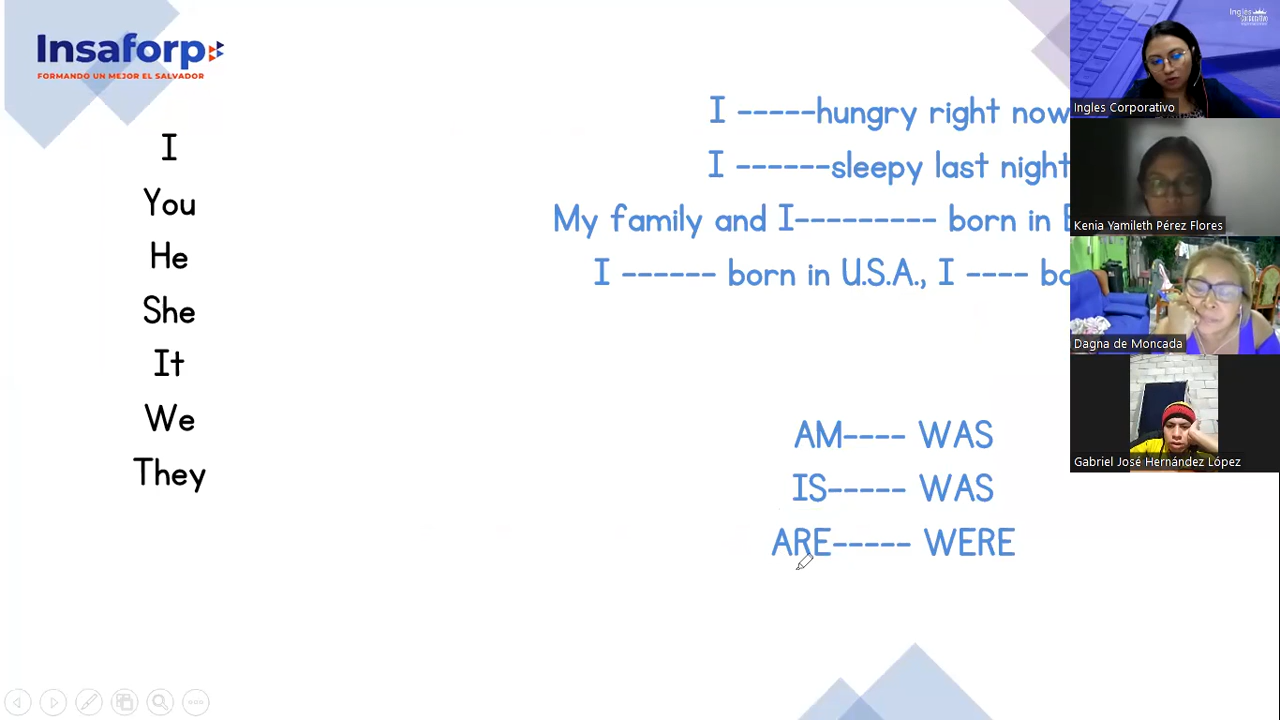 Insaforp
FORMANDO UN MEJOR EL SALVADOR
I
You
He
She
It
We
They
I -----hungry right now
I ------sleepy last night
My family and I--------- born in
I ------ born in U.S.A., I ----
AM---- WAS
IS----- WAS
ARE----- WERE
Ingles Corporativo
Kenia Yamileth Pérez Flores
Dagna de Moncada
Gabriel José Hernández López